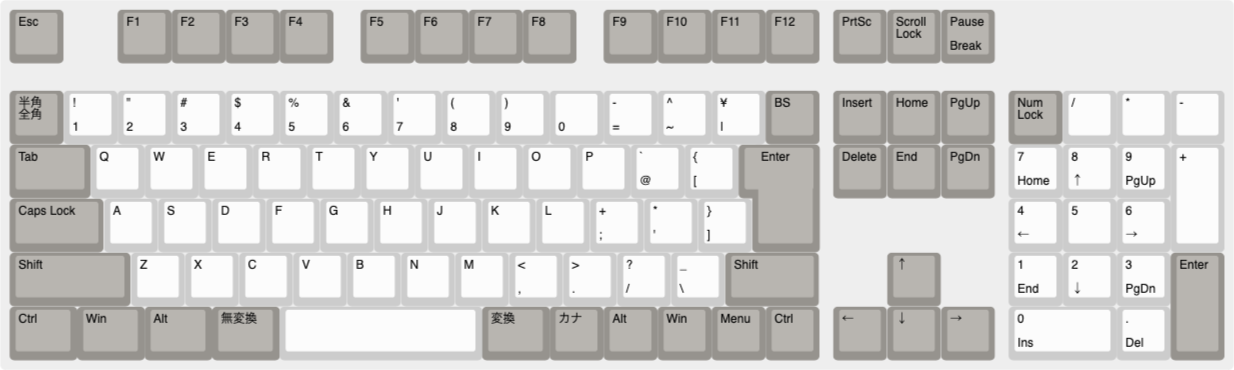 Esc F1 F2 F3 F4 F5 F6 F7 F8 F9 F10 F11 F12 PrtSc Scroll Lock Pause Break
半角 全角 ! 1 " 2 # 3 $ 4 % 5 & 6 ' 7 ( 8 ) 9 0 - = ^ ~ ¥ | BS Insert Home PgUp Num Lock / * -
Tab Q W E R T Y U I O P ` @ { [ Enter Delete End PgDn 7 Home 8 ↑ 9 PgUp +
Caps Lock A S D F G H J K L + ; * ' } ] 4 ← 5 6 →
Shift Z X C V B N M < , > . ? / _ \ Shift ↑ 1 End 2 ↓ 3 PgDn Enter
Ctrl Win Alt 無変換 変換 カナ Alt Win Menu Ctrl ← ↓ → 0 Ins . Del